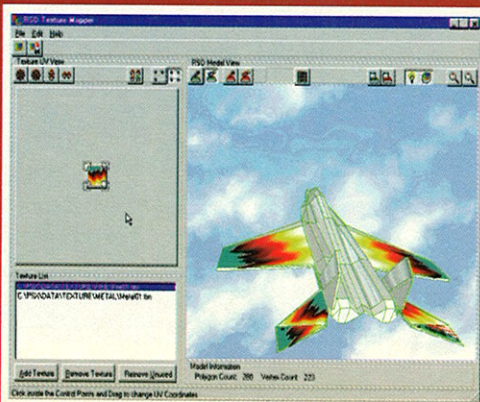 RSD Texture Mapper
File Edit Help
Texture UV View
RSD Model View
Texture List
C:\PSX\DATA\TEXTURE\METAL\Metal01.tim
Add Texture Remove Texture Remove Unused
Model Information
Polygon Count: 288 Vertex Count: 223
Click inside the Control Points and Drag to change UV Coordinates